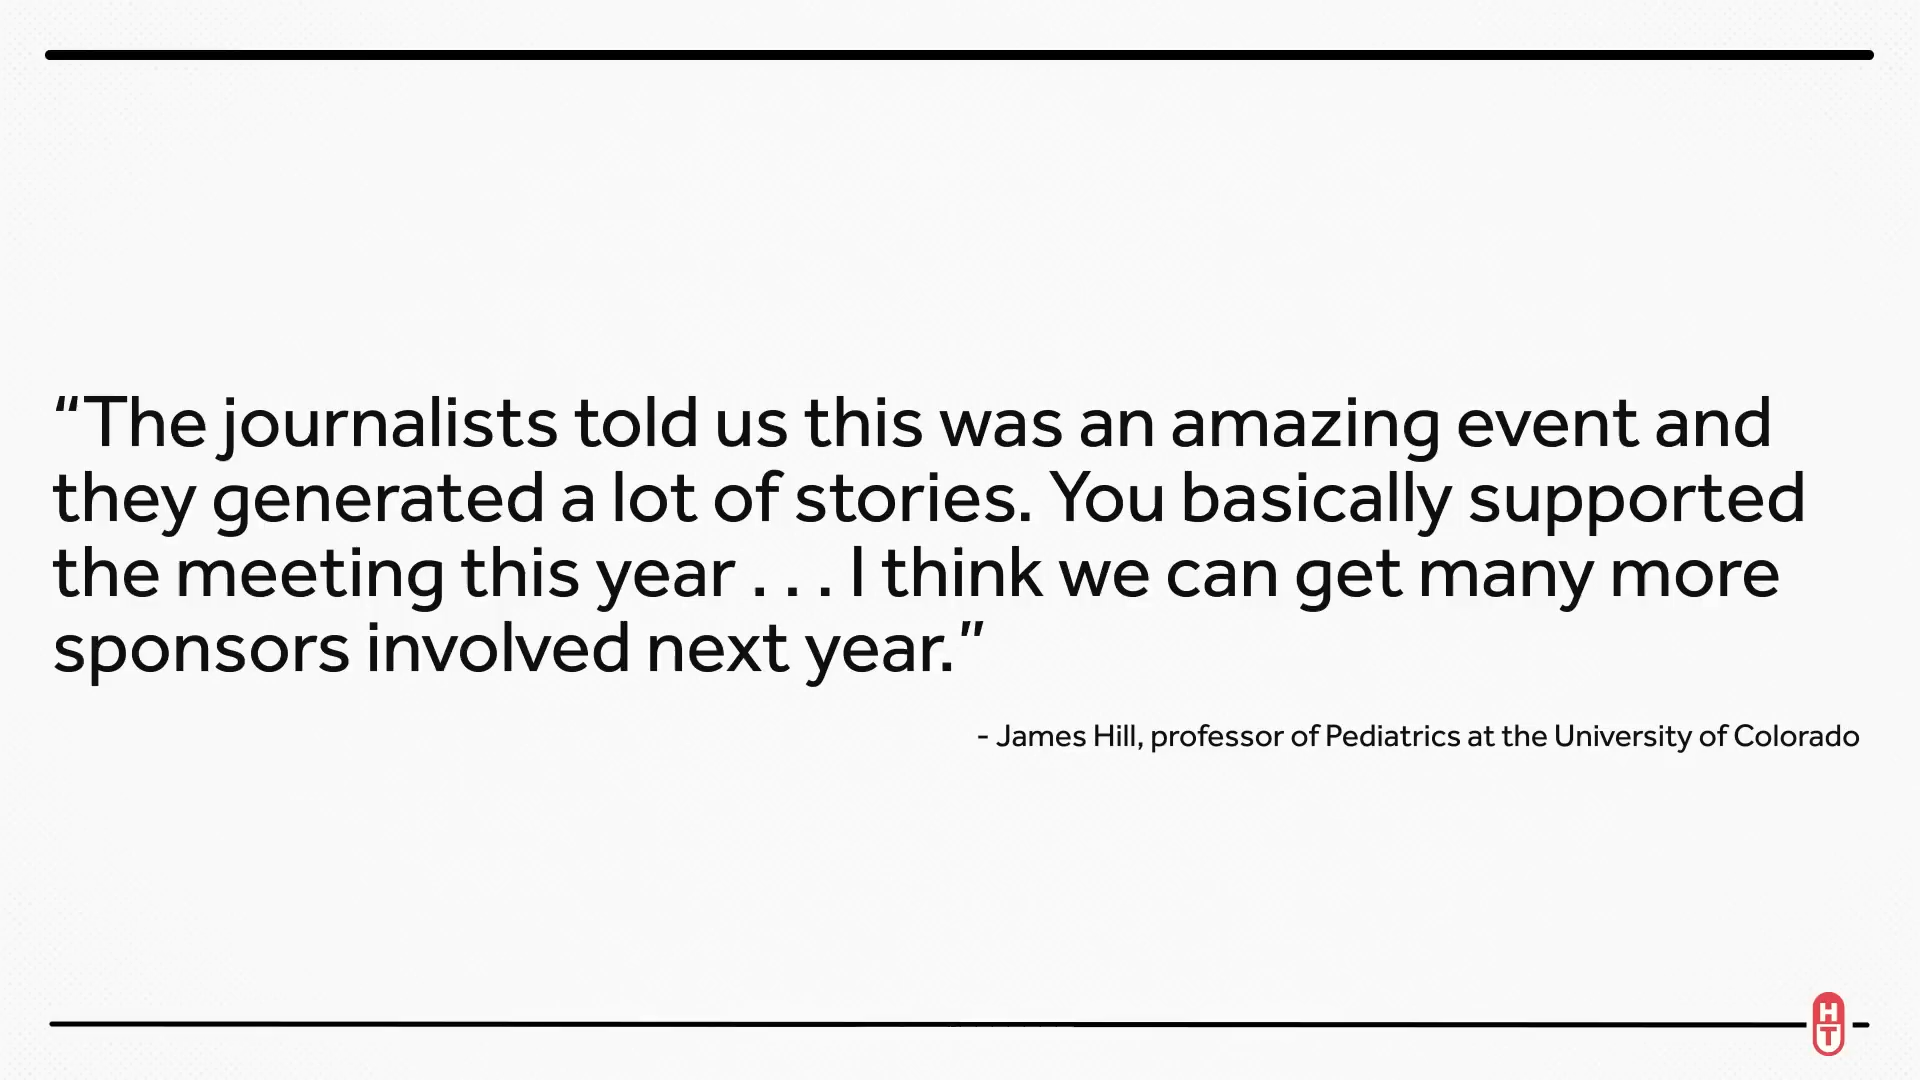 “The journalists told us this was an amazing event and
they generated a lot of stories. You basically supported
the meeting this year . . . I think we can get many more
sponsors involved next year.”
- James Hill, professor of Pediatrics at the University of Colorado
H
T